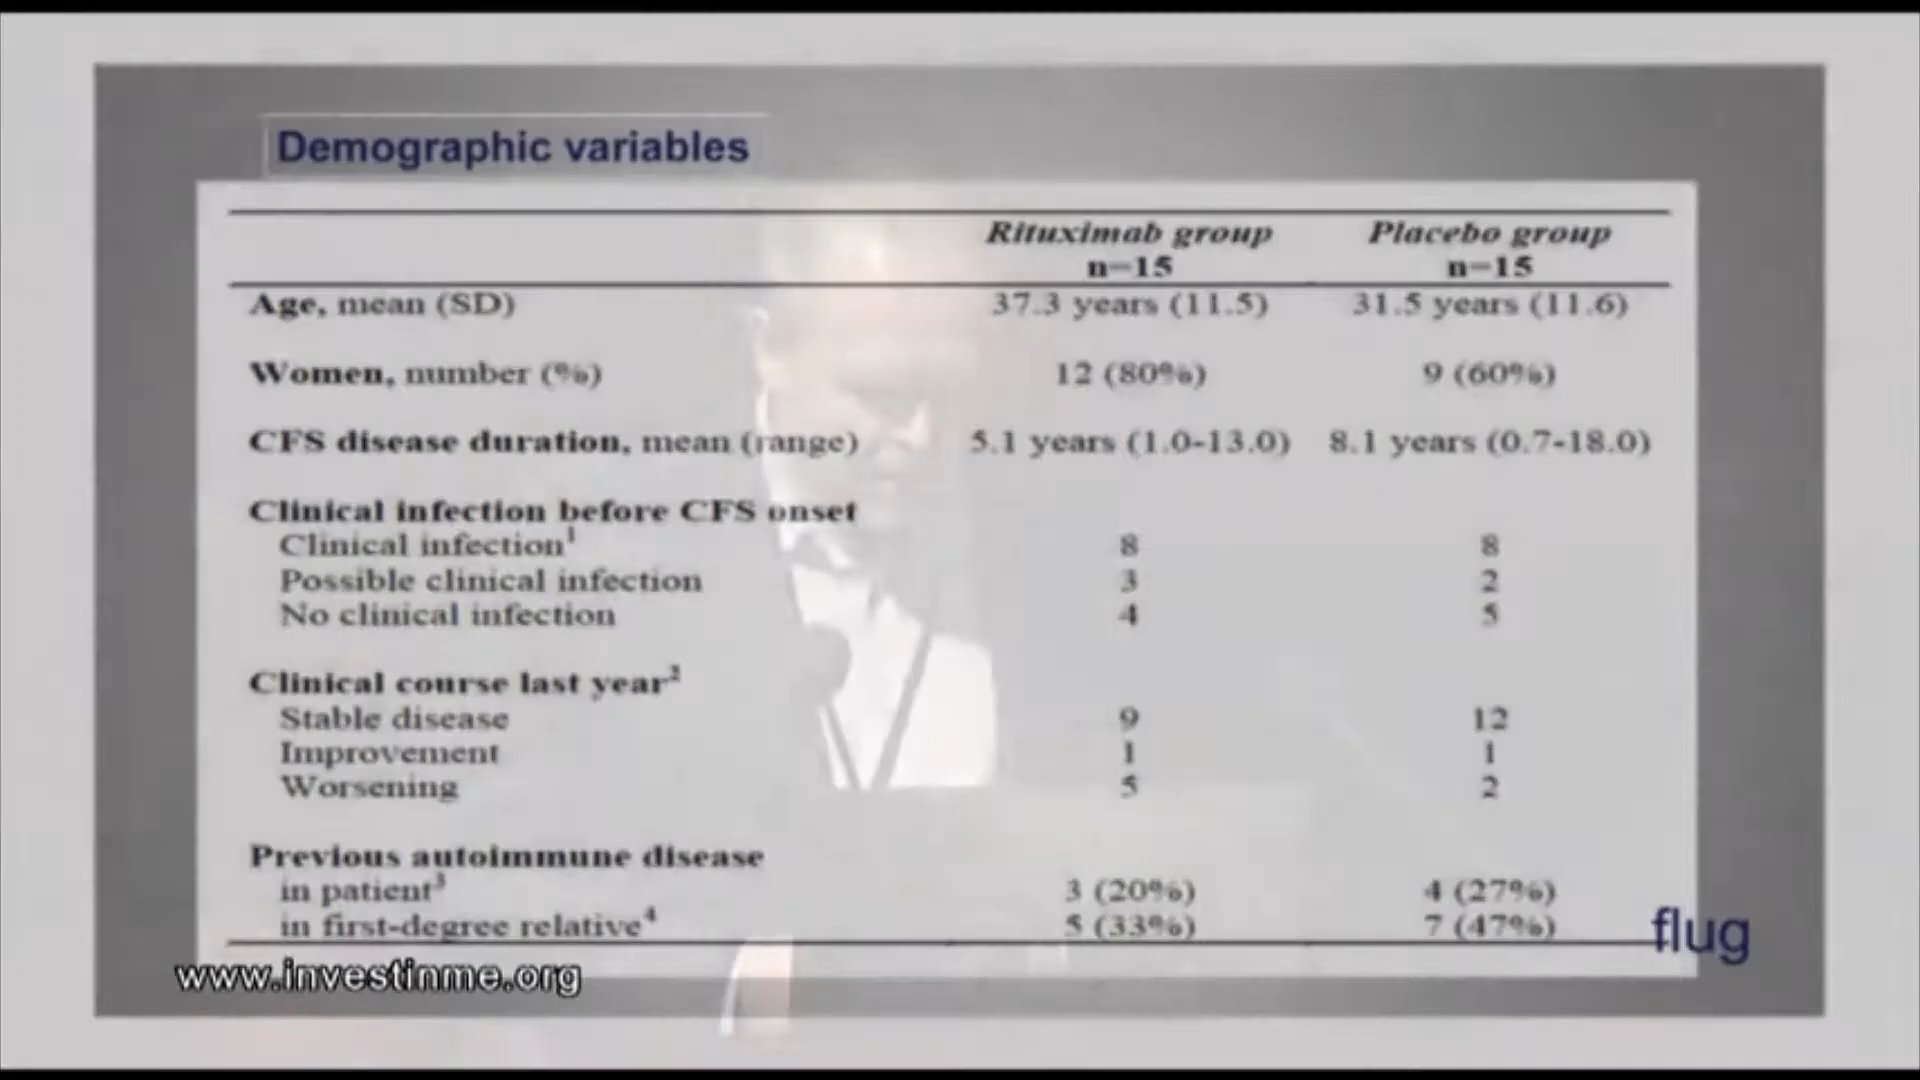 Demographic variables
Rituximab group Placebo group
n=15 n=15
Age, mean (SD) 37.3 years (11.5) 31.5 years (11.6)
Women, number (%) 12 (80%) 9 (60%)
CFS disease duration, mean (range) 5.1 years (1.0-13.0) 8.1 years (0.7-18.0)
Clinical infection before CFS onset
Clinical infection¹ 8 8
Possible clinical infection 3 2
No clinical infection 4 5
Clinical course last year²
Stable disease 9 12
Improvement 1 1
Worsening 5 2
Previous autoimmune disease
in patient³ 3 (20%) 4 (27%)
in first-degree relative⁴ 5 (33%) 7 (47%)
flug
www.investinme.org